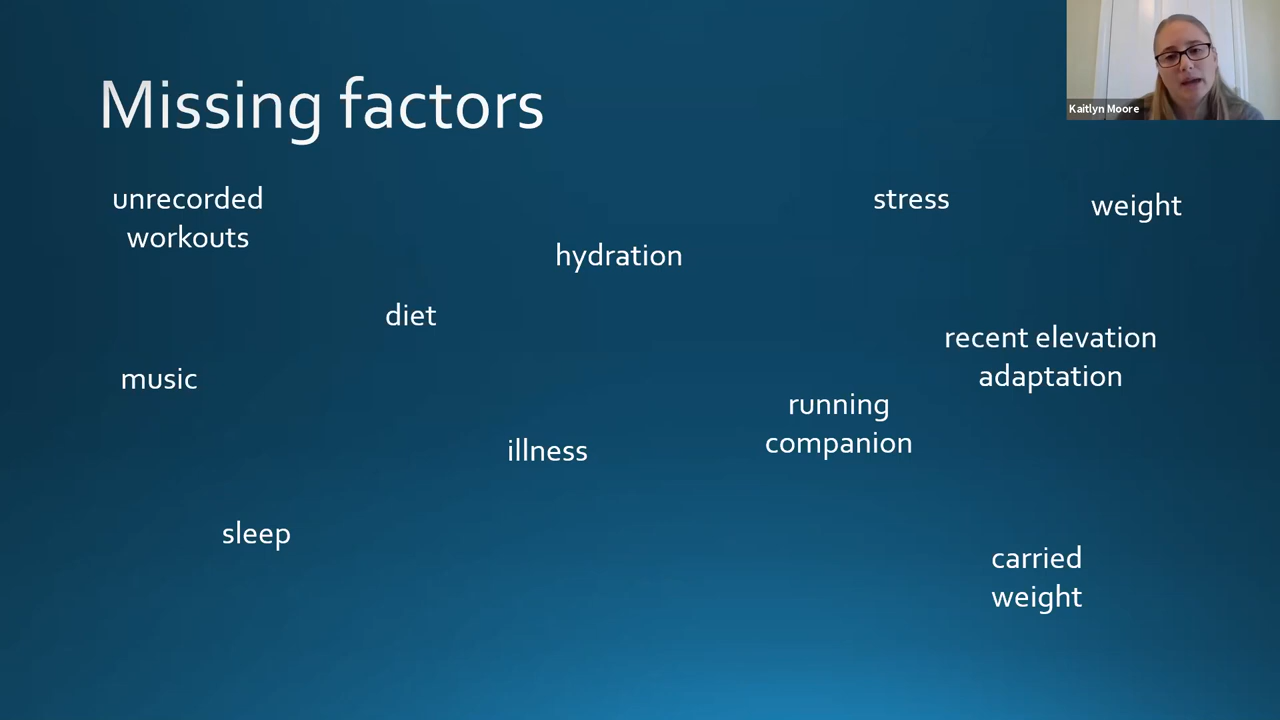 Missing factors
Kaitlyn Moore
unrecorded
workouts
stress
weight
hydration
diet
recent elevation
adaptation
music
running
companion
illness
sleep
carried
weight